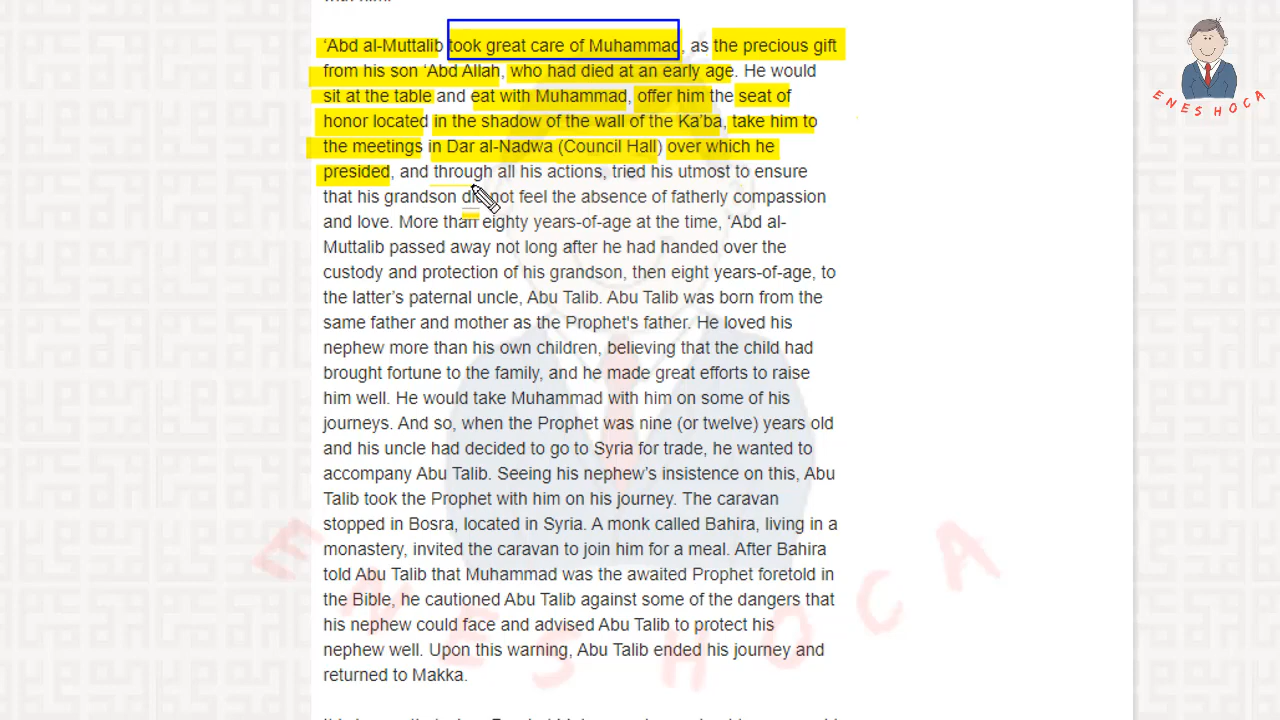 'Abd al-Muttalib took great care of Muhammad, as the precious gift
from his son 'Abd Allah, who had died at an early age. He would
sit at the table and eat with Muhammad, offer him the seat of
honor located in the shadow of the wall of the Ka'ba, take him to
the meetings in Dar al-Nadwa (Council Hall) over which he
presided, and through all his actions, tried his utmost to ensure
that his grandson did not feel the absence of fatherly compassion
and love. More than eighty years-of-age at the time, 'Abd al-
Muttalib passed away not long after he had handed over the
custody and protection of his grandson, then eight years-of-age, to
the latter's paternal uncle, Abu Talib. Abu Talib was born from the
same father and mother as the Prophet's father. He loved his
nephew more than his own children, believing that the child had
brought fortune to the family, and he made great efforts to raise
him well. He would take Muhammad with him on some of his
journeys. And so, when the Prophet was nine (or twelve) years old
and his uncle had decided to go to Syria for trade, he wanted to
accompany Abu Talib. Seeing his nephew's insistence on this, Abu
Talib took the Prophet with him on his journey. The caravan
stopped in Bosra, located in Syria. A monk called Bahira, living in a
monastery, invited the caravan to join him for a meal. After Bahira
told Abu Talib that Muhammad was the awaited Prophet foretold in
the Bible, he cautioned Abu Talib against some of the dangers that
his nephew could face and advised Abu Talib to protect his
nephew well. Upon this warning, Abu Talib ended his journey and
returned to Makka.
ENES HOCA
ENES HOCA